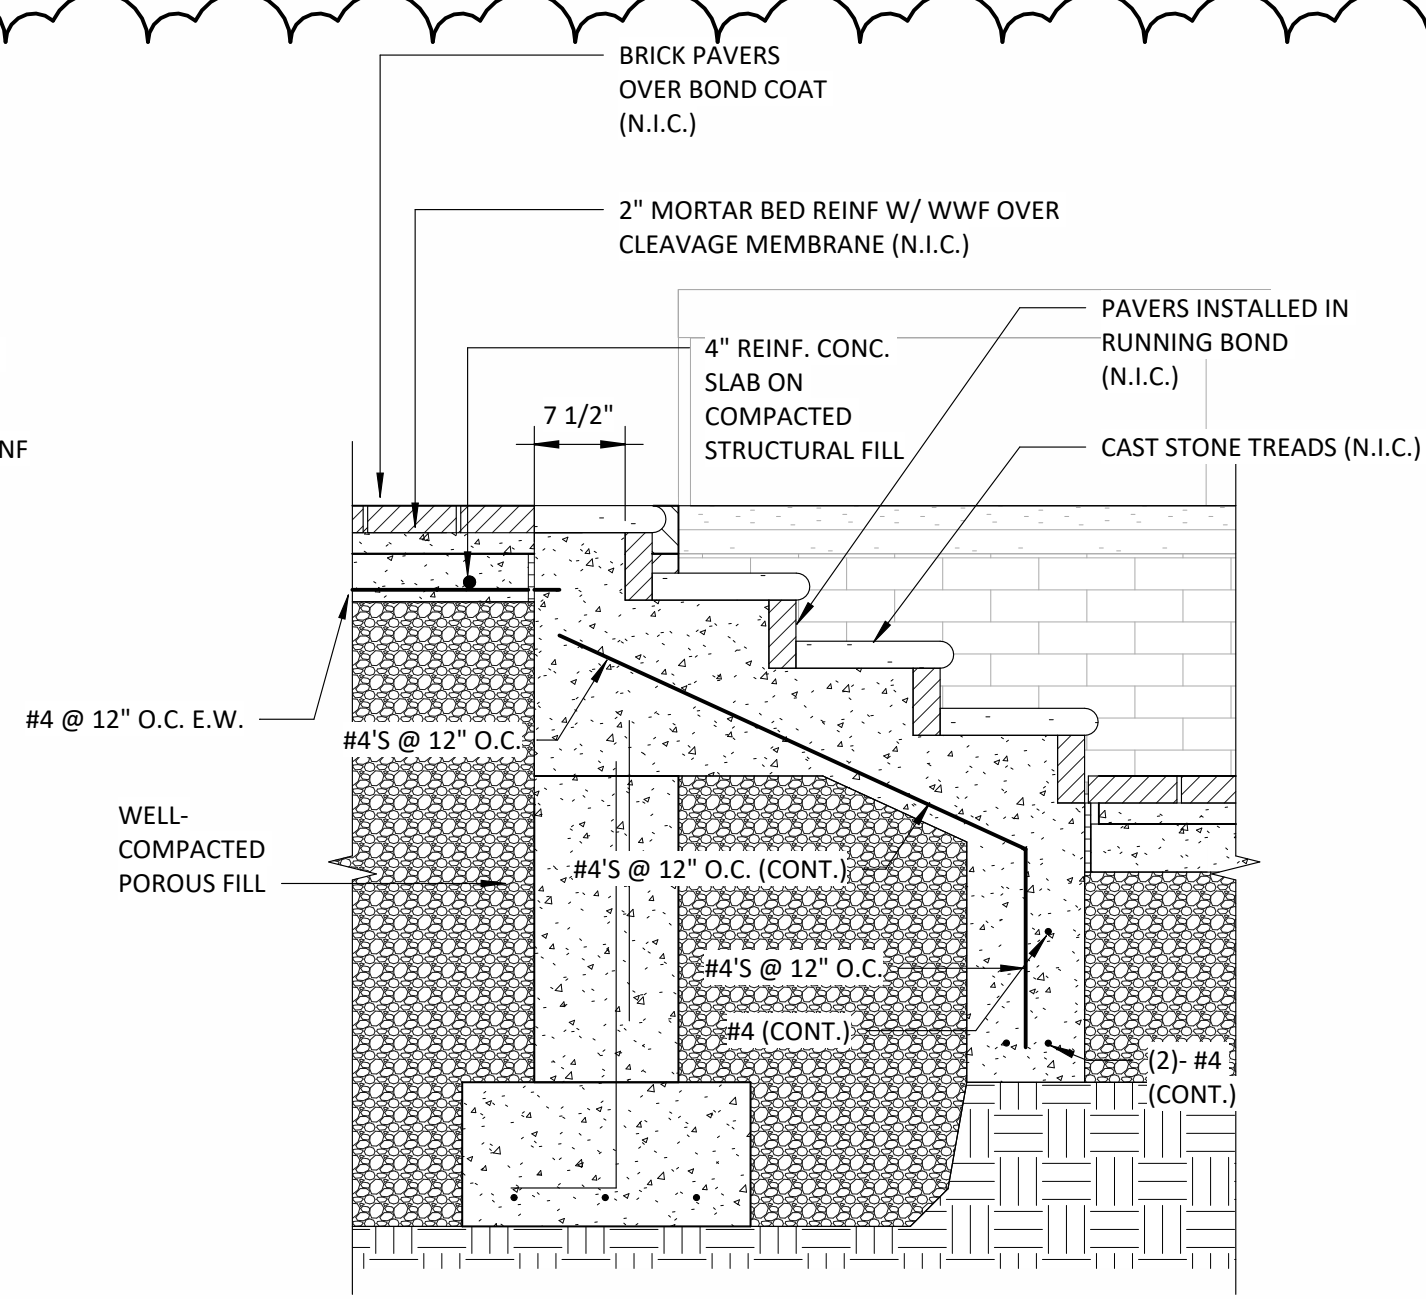 BRICK PAVERS
OVER BOND COAT
(N.I.C.)
2" MORTAR BED REINF W/ WWF OVER
CLEAVAGE MEMBRANE (N.I.C.)
PAVERS INSTALLED IN
RUNNING BOND
(N.I.C.)
4" REINF. CONC.
SLAB ON
COMPACTED
STRUCTURAL FILL
7 1/2"
CAST STONE TREADS (N.I.C.)
NF
#4 @ 12" O.C. E.W.
#4'S @ 12" O.C.
WELL-
COMPACTED
POROUS FILL
#4'S @ 12" O.C. (CONT.)
#4'S @ 12" O.C.
#4 (CONT.)
(2)- #4
(CONT.)